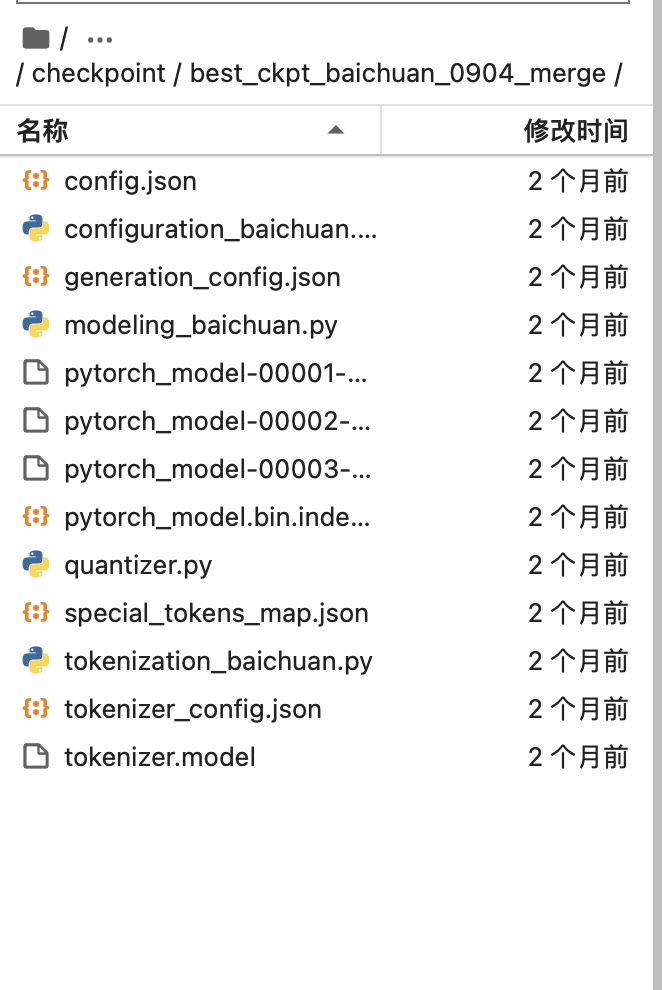 / …
/ checkpoint / best_ckpt_baichuan_0904_merge /
名称 修改时间
config.json 2 个月前
configuration_baichuan.... 2 个月前
generation_config.json 2 个月前
modeling_baichuan.py 2 个月前
pytorch_model-00001-... 2 个月前
pytorch_model-00002-... 2 个月前
pytorch_model-00003-... 2 个月前
pytorch_model.bin.inde... 2 个月前
quantizer.py 2 个月前
special_tokens_map.json 2 个月前
tokenization_baichuan.py 2 个月前
tokenizer_config.json 2 个月前
tokenizer.model 2 个月前